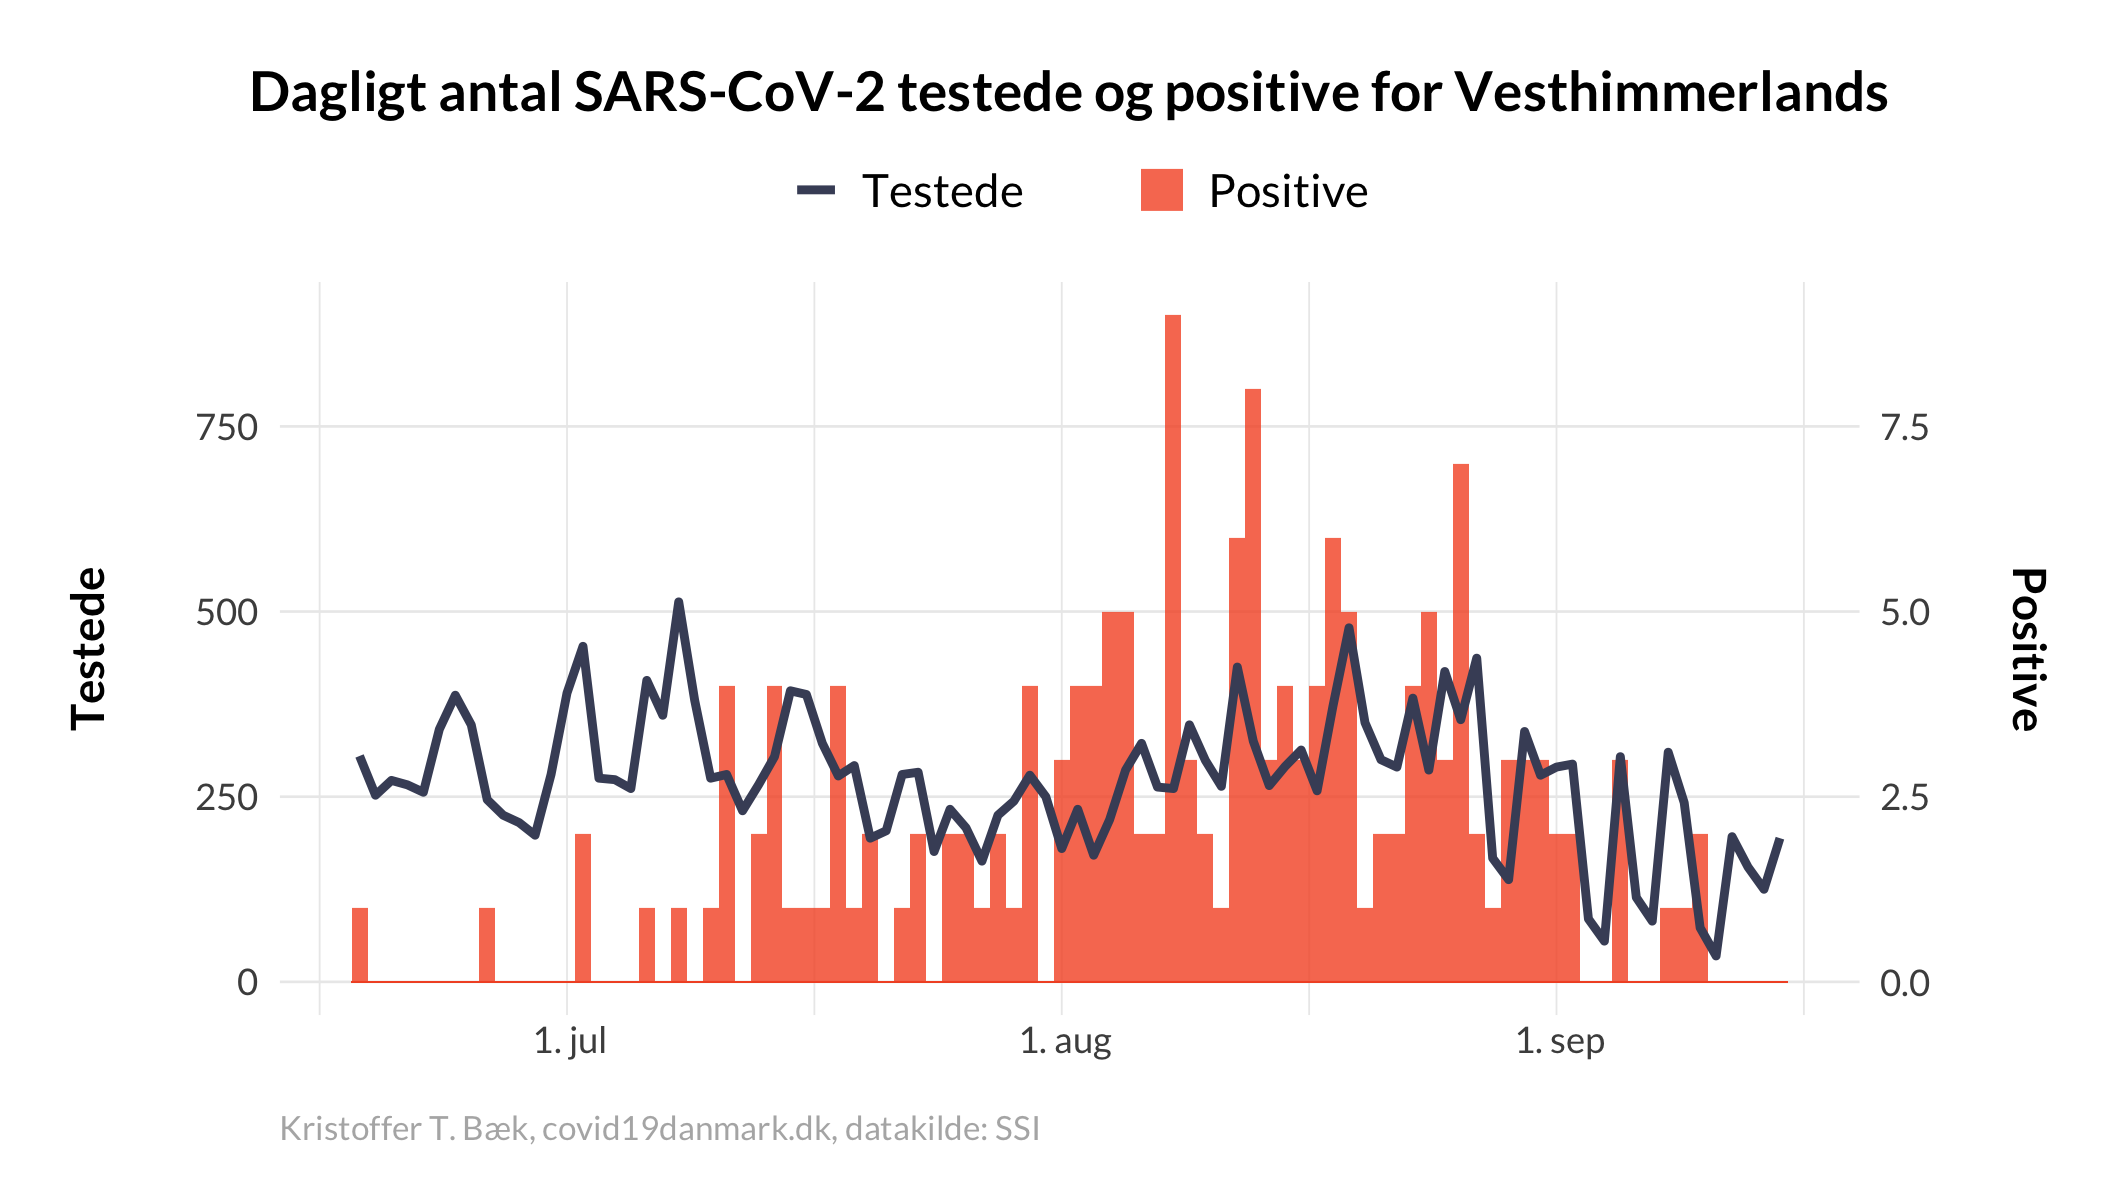 Dagligt antal SARS-CoV-2 testede og positive for Vesthimmerlands
Testede
Positive
Testede
750
500
250
0
7.5
5.0
2.5
0.0
Positive
1. jul
1. aug
1. sep
Kristoffer T. Bæk, covid19danmark.dk, datakilde: SSI